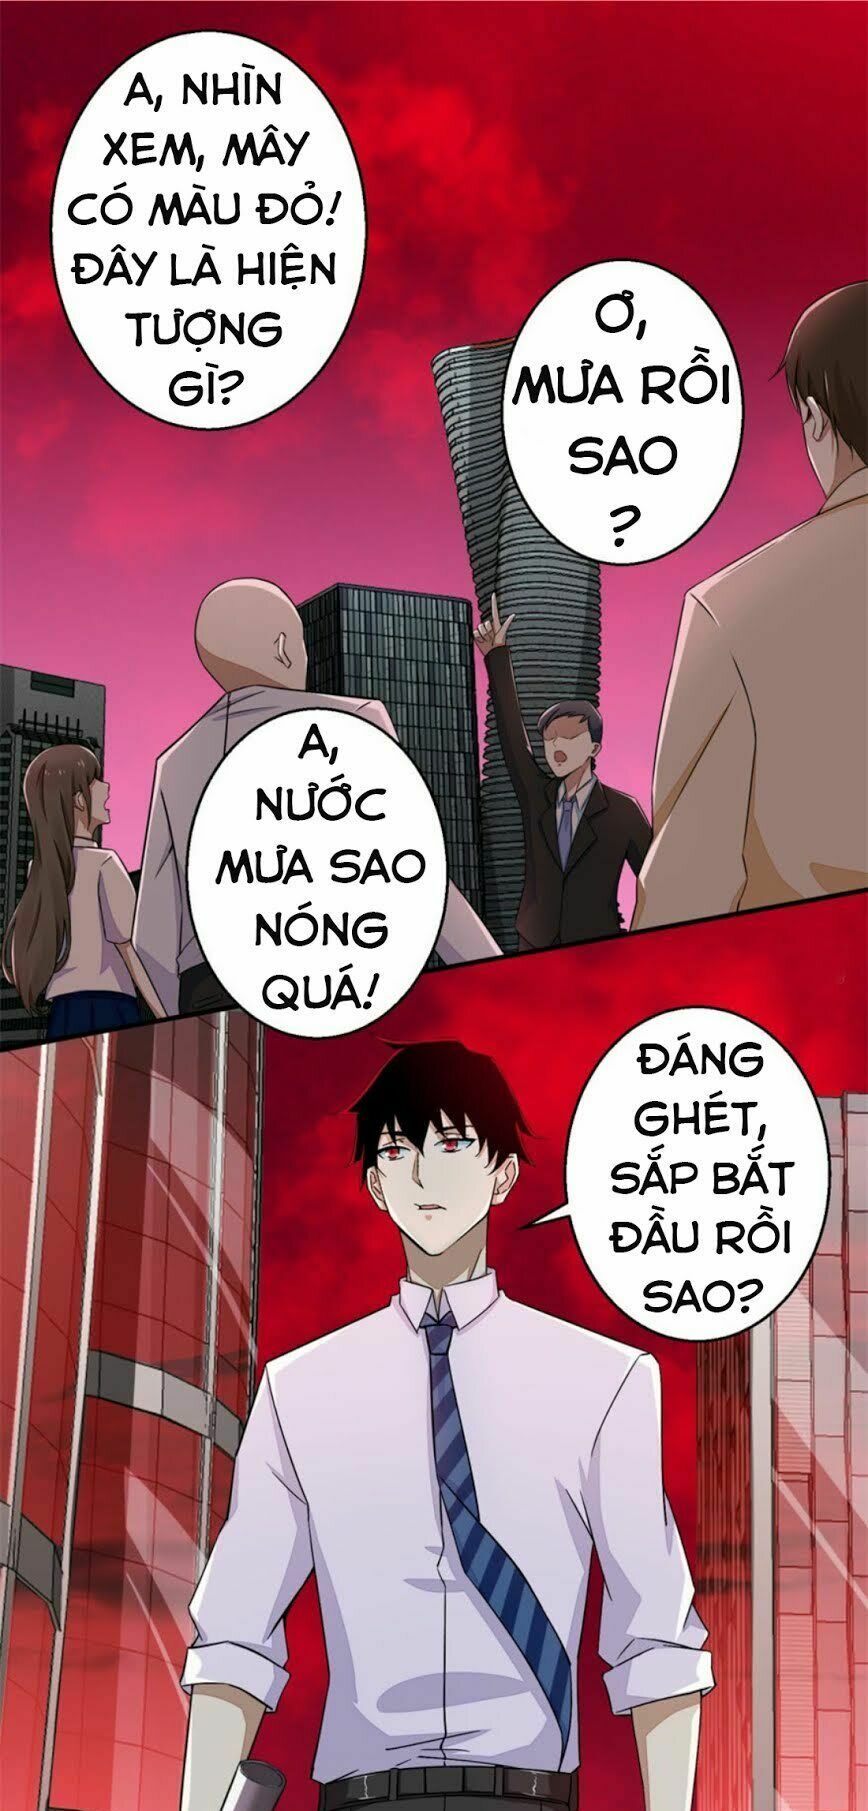 A, NHÌN
XEM, MÂY
CÓ MÀU ĐỎ!
ĐÂY LÀ HIỆN
TƯỢNG
GÌ?
Ơ,
MƯA RỒI
SAO
?
A,
NƯỚC
MƯA SAO
NÓNG
QUÁ!
ĐÁNG
GHÉT,
SẮP BẮT
ĐẦU RỒI
SAO?